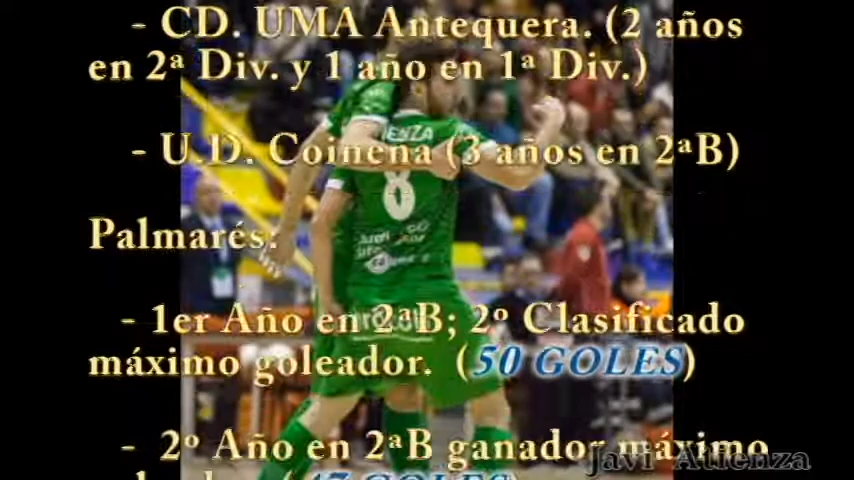 - CD. UMA Antequera. (2 años
en 2ª Div. y 1 año en 1ª Div.)
- U.D. Coineña (3 años en 2ªB)
Palmarés:
- 1er Año en 2ªB; 2º Clasificado
máximo goleador. (50 GOLES)
- 2º Año en 2ªB ganador máximo
Javi Atienza
8